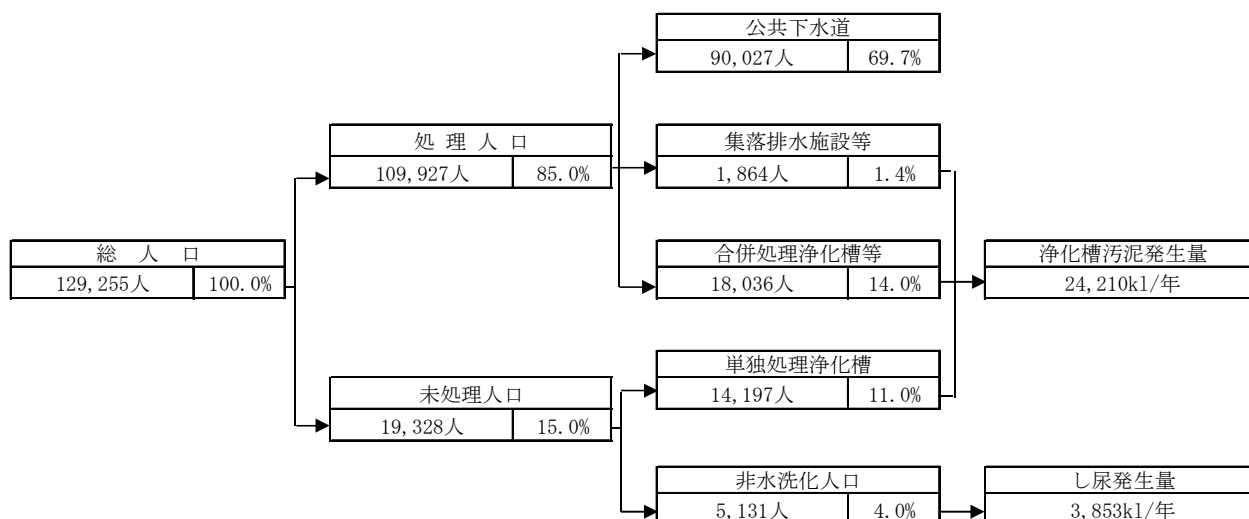 公共下水道
90,027人 69.7%
処 理 人 口
109,927人 85.0%
集落排水施設等
1,864人 1.4%
総 人 口
129,255人 100.0%
合併処理浄化槽等
18,036人 14.0%
浄化槽汚泥発生量
24,210kl/年
未処理人口
19,328人 15.0%
単独処理浄化槽
14,197人 11.0%
非水洗化人口
5,131人 4.0%
し尿発生量
3,853kl/年